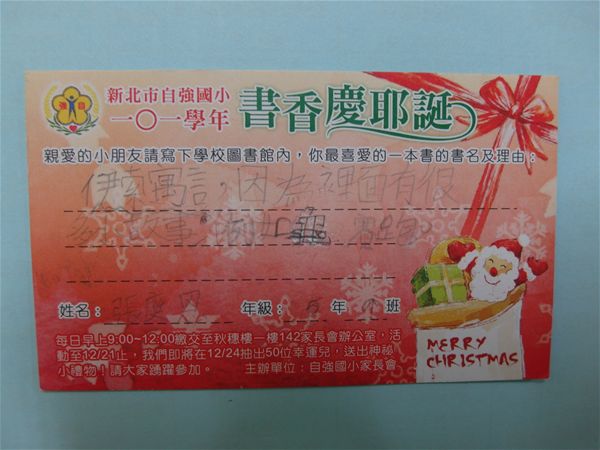 自強
新北市自強國小
一〇一學年
書香慶耶誕
親愛的小朋友請寫下學校圖書館內，你最喜愛的一本書的書名及理由：
伊索寓言，因為裡面有很
多故事，例如龜
姓名：張 年級： 年 班
每日早上9:00~12:00繳交至秋穗樓一樓142家長會辦公室，活
動至12/21止，我們即將在12/24抽出50位幸運兒，送出神祕
小禮物！請大家踴躍參加。 主辦單位：自強國小家長會
MERRY
CHRISTMAS